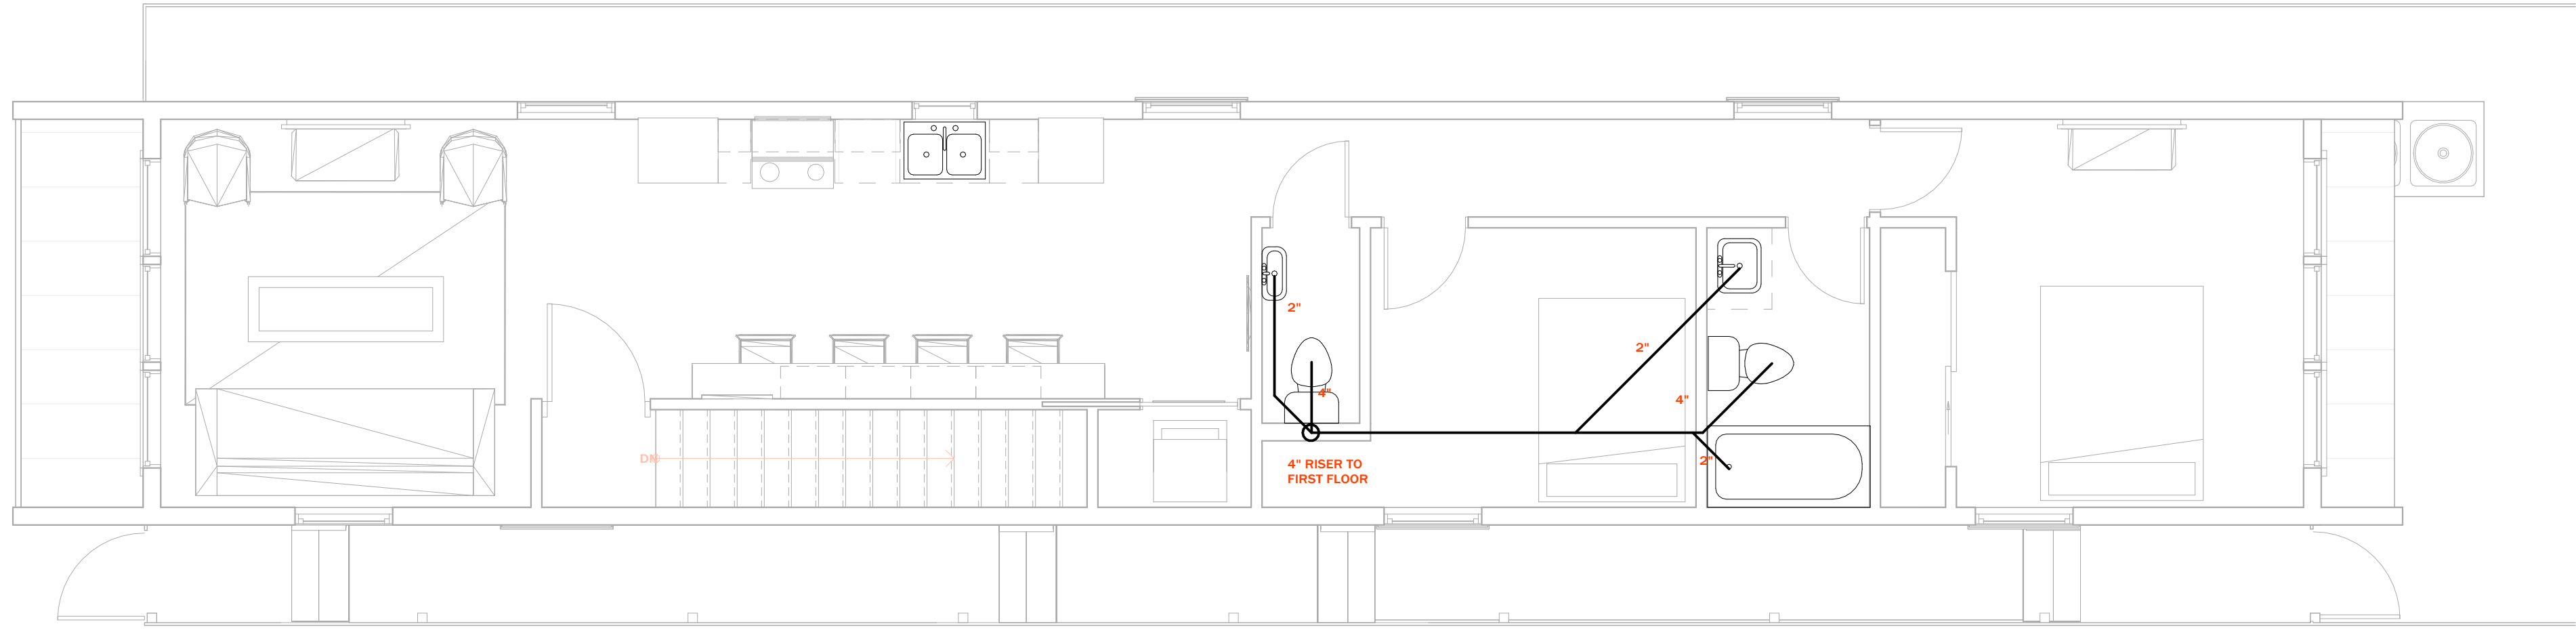 2"
2"
4"
4"
DN
2"
4" RISER TO
FIRST FLOOR